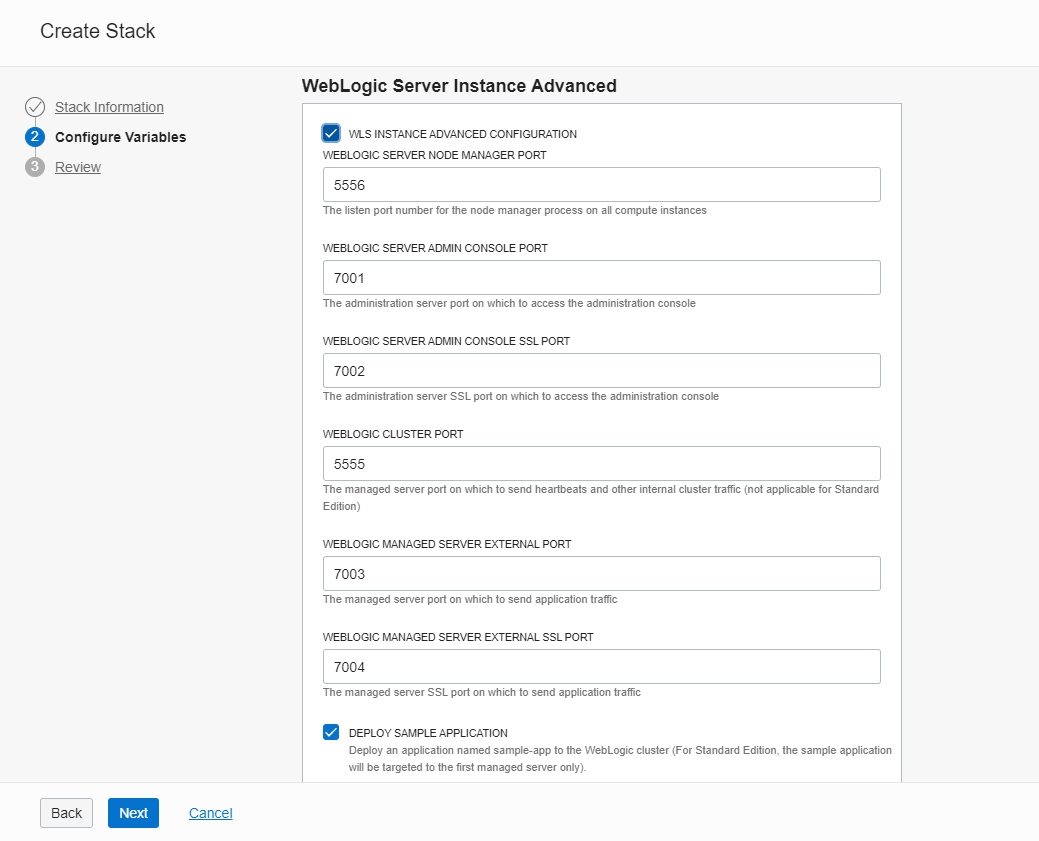 Create Stack
Stack Information
2 Configure Variables
3 Review
WebLogic Server Instance Advanced
WLS INSTANCE ADVANCED CONFIGURATION
WEBLOGIC SERVER NODE MANAGER PORT
5556
The listen port number for the node manager process on all compute instances
WEBLOGIC SERVER ADMIN CONSOLE PORT
7001
The administration server port on which to access the administration console
WEBLOGIC SERVER ADMIN CONSOLE SSL PORT
7002
The administration server SSL port on which to access the administration console
WEBLOGIC CLUSTER PORT
5555
The managed server port on which to send heartbeats and other internal cluster traffic (not applicable for Standard
Edition)
WEBLOGIC MANAGED SERVER EXTERNAL PORT
7003
The managed server port on which to send application traffic
WEBLOGIC MANAGED SERVER EXTERNAL SSL PORT
7004
The managed server SSL port on which to send application traffic
DEPLOY SAMPLE APPLICATION
Deploy an application named sample-app to the WebLogic cluster (For Standard Edition, the sample application
will be targeted to the first managed server only).
Back Next Cancel